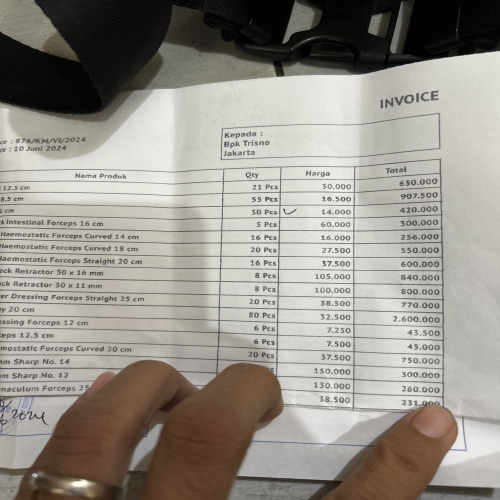 INVOICE
ce : 876/KM/VI/2024
ce : 10 Juni 2024
Kepada :
Bpk Trisno
Jakarta
Nama Produk Qty Harga Total
12.5 cm 21 Pcs 30.000 630.000
8.5 cm 55 Pcs 16.500 907.500
5 cm 30 Pcs 14.000 420.000
k Intestinal Forceps 16 cm 5 Pcs 60.000 300.000
Haemostatic Forceps Curved 14 cm 16 Pcs 16.000 256.000
Haemostatic Forceps Curved 18 cm 20 Pcs 27.500 550.000
Haemostatic Forceps Straight 20 cm 16 Pcs 37.500 600.000
eck Retractor 30 x 16 mm 8 Pcs 105.000 840.000
eck Retractor 30 x 11 mm 8 Pcs 100.000 800.000
er Dressing Forceps Straight 25 cm 20 Pcs 38.500 770.000
y 20 cm 80 Pcs 32.500 2.600.000
essing Forceps 12 cm 6 Pcs 7.250 43.500
ceps 12,5 cm 6 Pcs 7.500 45.000
mostatic Forceps Curved 20 cm 20 Pcs 37.500 750.000
m Sharp No. 14 150.000 300.000
m Sharp No. 12 130.000 260.000
naculum Forceps 25 38.500 231.000
2024